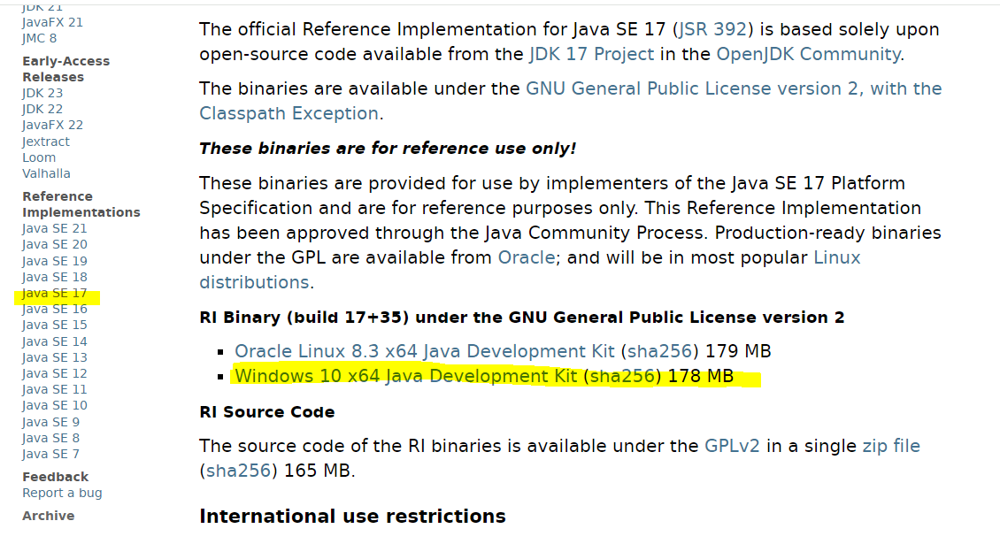 JDK 21
JavaFX 21
JMC 8
Early-Access
Releases
JDK 23
JDK 22
JavaFX 22
Jextract
Loom
Valhalla
Reference
Implementations
Java SE 21
Java SE 20
Java SE 19
Java SE 18
Java SE 17
Java SE 16
Java SE 15
Java SE 14
Java SE 13
Java SE 12
Java SE 11
Java SE 10
Java SE 9
Java SE 8
Java SE 7
Feedback
Report a bug
Archive
The official Reference Implementation for Java SE 17 (JSR 392) is based solely upon
open-source code available from the JDK 17 Project in the OpenJDK Community.
The binaries are available under the GNU General Public License version 2, with the
Classpath Exception.
These binaries are for reference use only!
These binaries are provided for use by implementers of the Java SE 17 Platform
Specification and are for reference purposes only. This Reference Implementation
has been approved through the Java Community Process. Production-ready binaries
under the GPL are available from Oracle; and will be in most popular Linux
distributions.
RI Binary (build 17+35) under the GNU General Public License version 2
▪ Oracle Linux 8.3 x64 Java Development Kit (sha256) 179 MB
▪ Windows 10 x64 Java Development Kit (sha256) 178 MB
RI Source Code
The source code of the RI binaries is available under the GPLv2 in a single zip file
(sha256) 165 MB.
International use restrictions